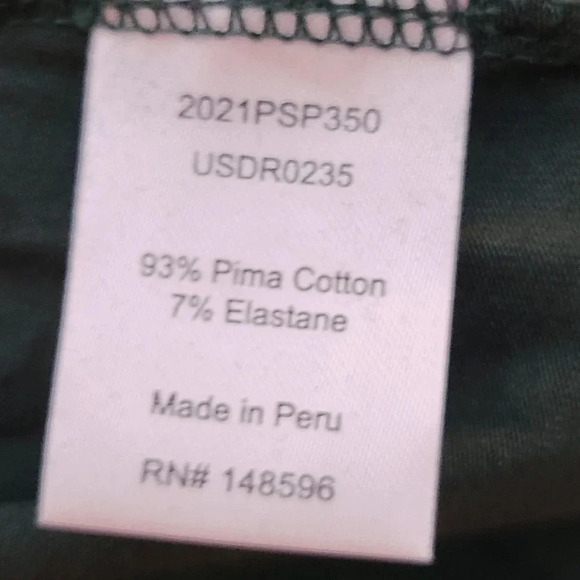 2021PSP350
USDR0235
93% Pima Cotton
7% Elastane
Made in Peru
RN# 148596